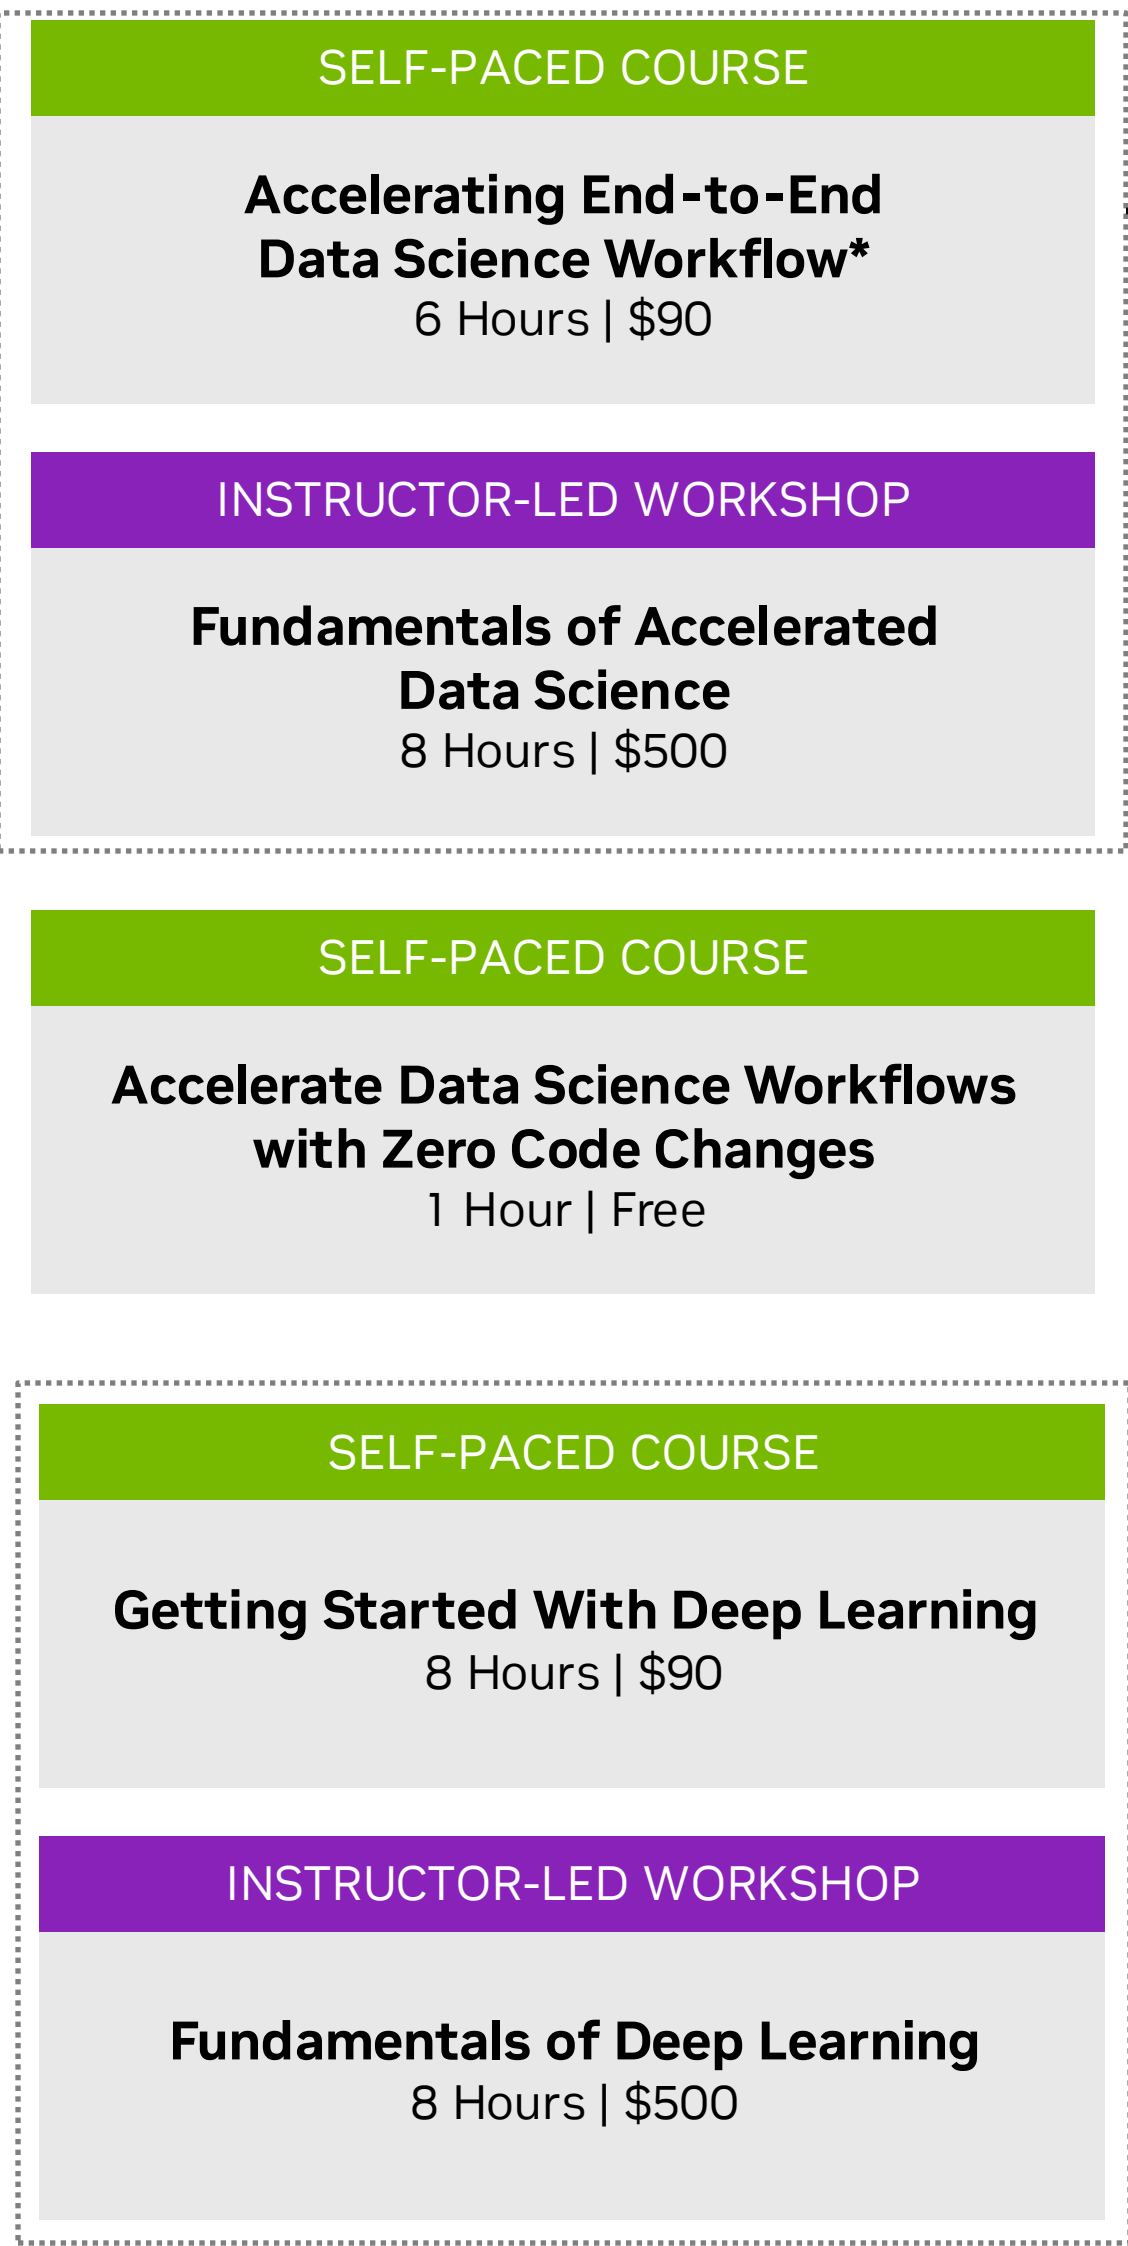 SELF-PACED COURSE
Accelerating End-to-End
Data Science Workflow*
6 Hours | $90
INSTRUCTOR-LED WORKSHOP
Fundamentals of Accelerated
Data Science
8 Hours | $500
SELF-PACED COURSE
Accelerate Data Science Workflows
with Zero Code Changes
1 Hour | Free
SELF-PACED COURSE
Getting Started With Deep Learning
8 Hours | $90
INSTRUCTOR-LED WORKSHOP
Fundamentals of Deep Learning
8 Hours | $500